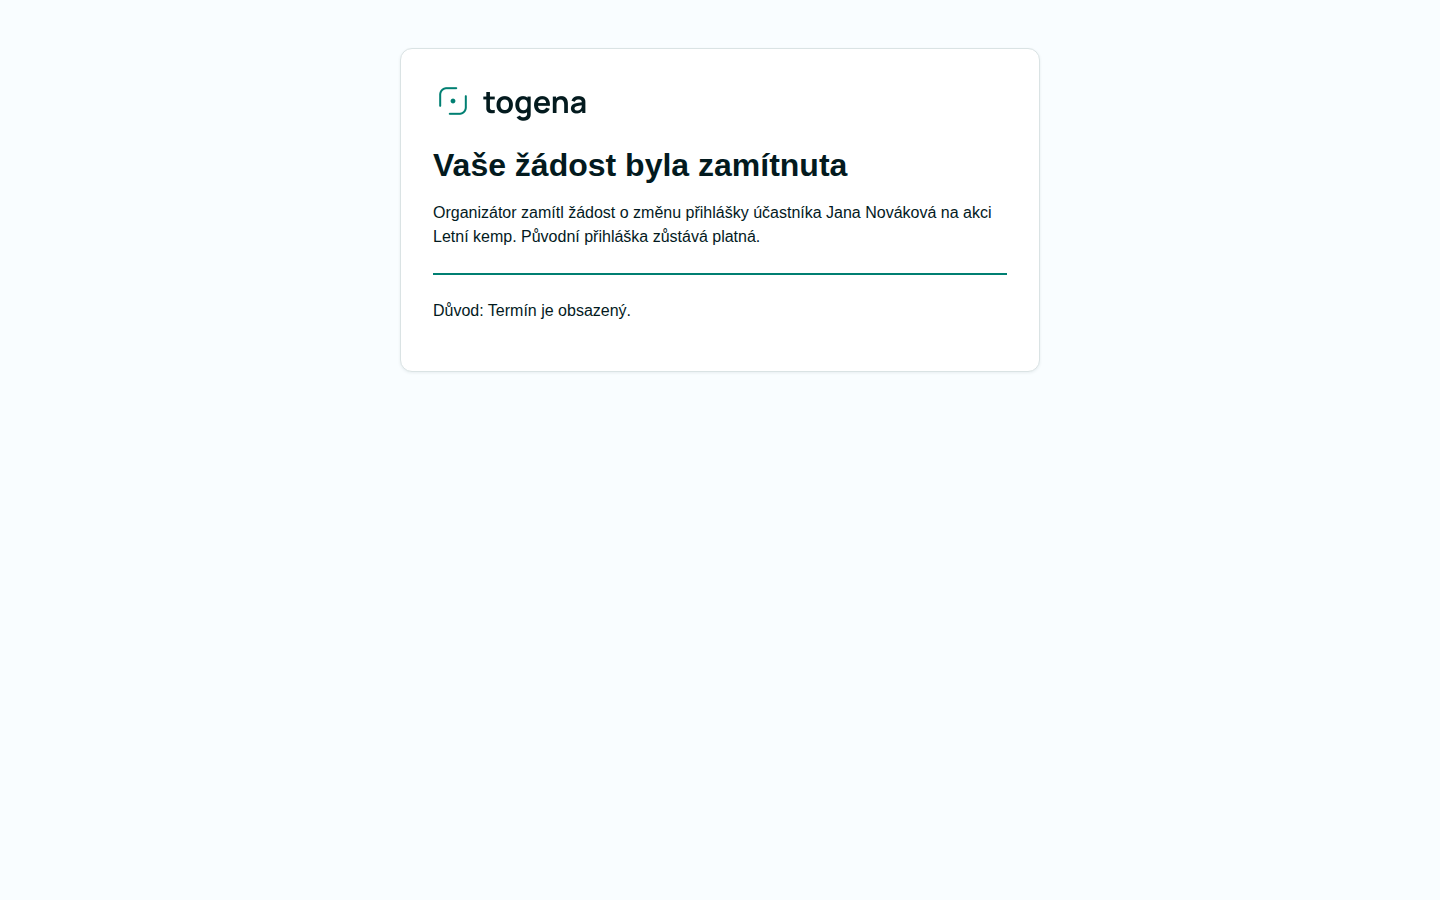 togena
Vaše žádost byla zamítnuta
Organizátor zamítl žádost o změnu přihlášky účastníka Jana Nováková na akci
Letní kemp. Původní přihláška zůstává platná.
Důvod: Termín je obsazený.